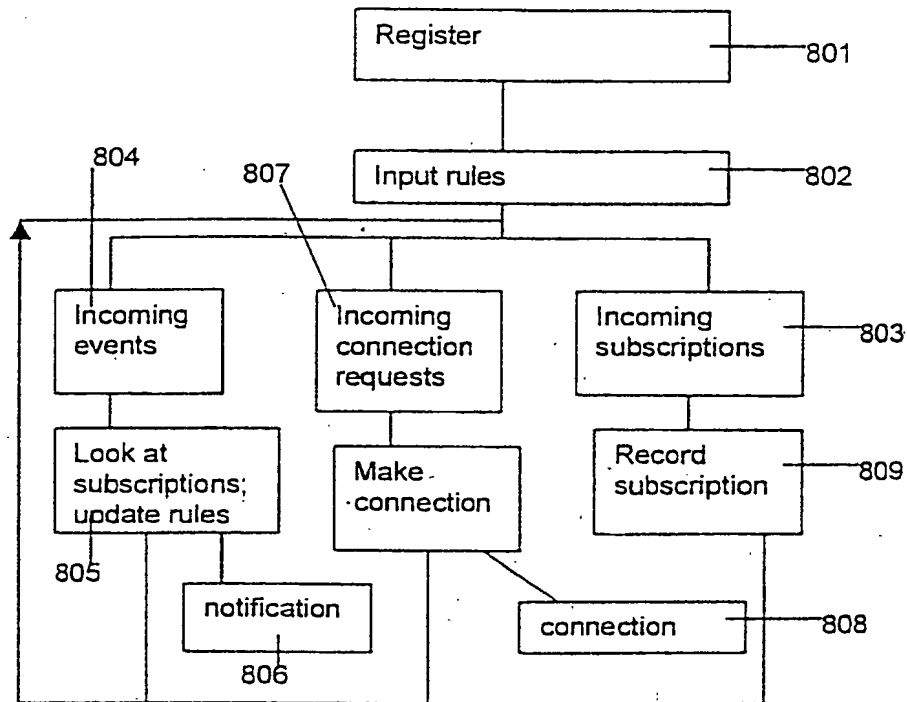 Register
801
Input rules
802
804
807
Incoming
events
Incoming
connection
requests
Incoming
subscriptions
803
Look at
subscriptions;
update rules
805
Make
connection
Record
subscription
809
notification
806
connection
808